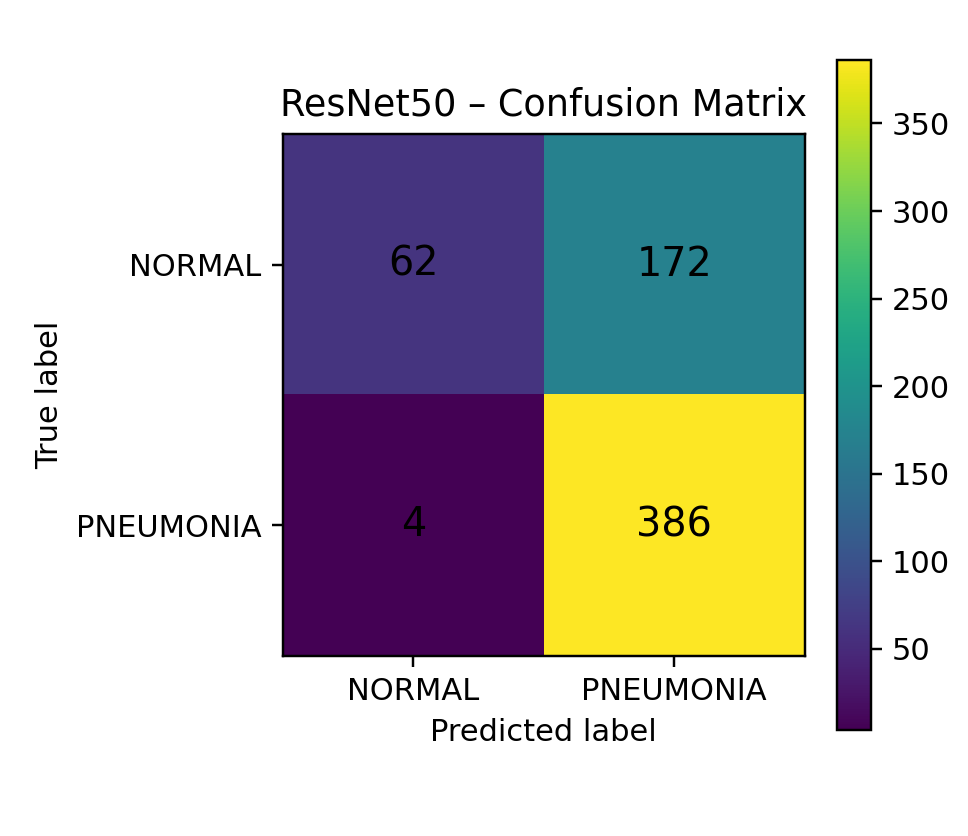 ResNet50 – Confusion Matrix
350
300
250
200
150
100
50
NORMAL
62
172
PNEUMONIA
4
386
True label
NORMAL
PNEUMONIA
Predicted label